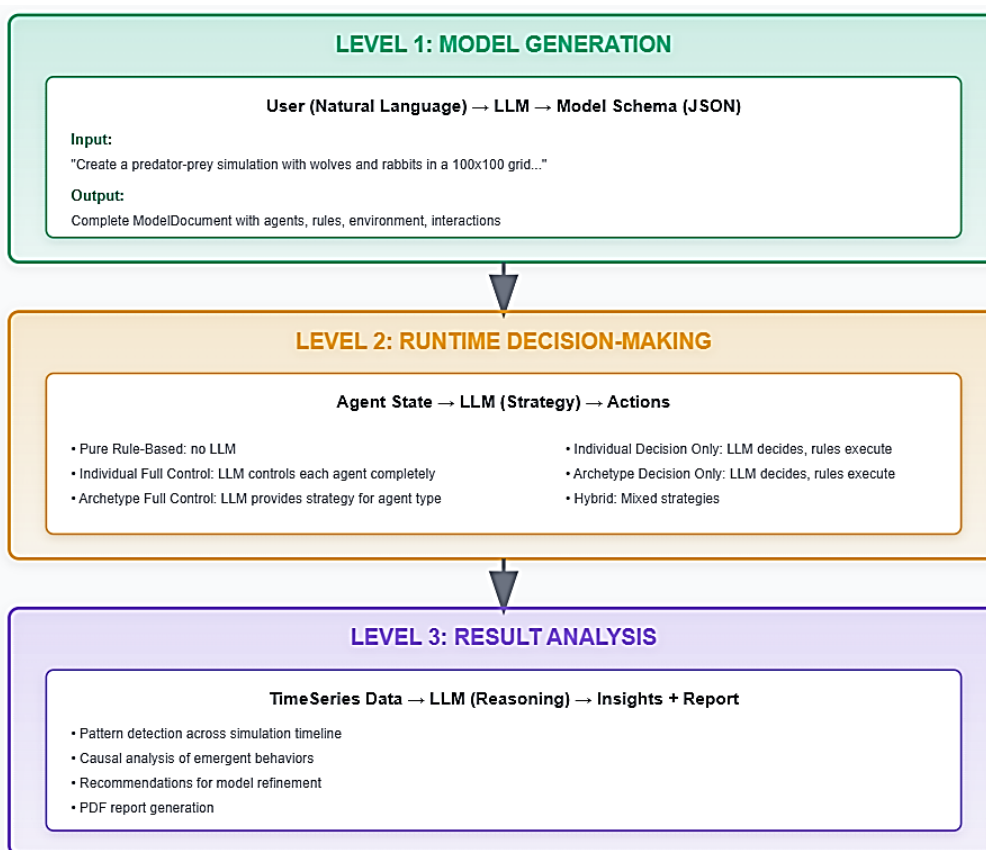 LEVEL 1: MODEL GENERATION
User (Natural Language) → LLM → Model Schema (JSON)
Input:
"Create a predator-prey simulation with wolves and rabbits in a 100x100 grid..."
Output:
Complete ModelDocument with agents, rules, environment, interactions
LEVEL 2: RUNTIME DECISION-MAKING
Agent State → LLM (Strategy) → Actions
• Pure Rule-Based: no LLM
• Individual Full Control: LLM controls each agent completely
• Archetype Full Control: LLM provides strategy for agent type
• Individual Decision Only: LLM decides, rules execute
• Archetype Decision Only: LLM decides, rules execute
• Hybrid: Mixed strategies
LEVEL 3: RESULT ANALYSIS
TimeSeries Data → LLM (Reasoning) → Insights + Report
• Pattern detection across simulation timeline
• Causal analysis of emergent behaviors
• Recommendations for model refinement
• PDF report generation